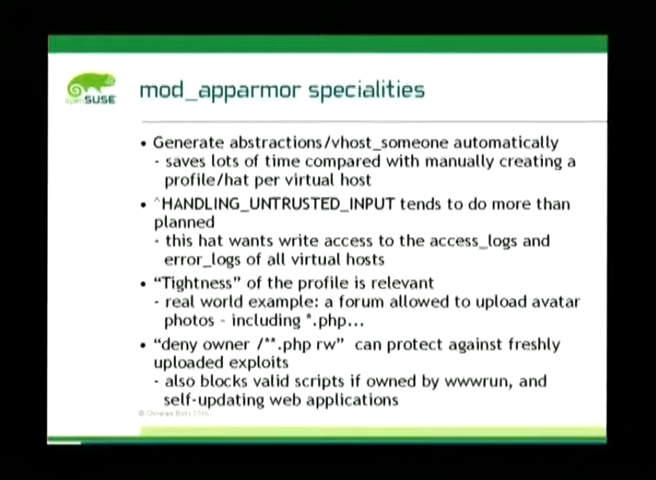 openSUSE
mod_apparmor specialities
• Generate abstractions/vhost_someone automatically
- saves lots of time compared with manually creating a
profile/hat per virtual host
• ^HANDLING_UNTRUSTED_INPUT tends to do more than
planned
- this hat wants write access to the access_logs and
error_logs of all virtual hosts
• “Tightness” of the profile is relevant
- real world example: a forum allowed to upload avatar
photos - including *.php...
• “deny owner /**.php rw” can protect against freshly
uploaded exploits
- also blocks valid scripts if owned by wwwrun, and
self-updating web applications
© Christian